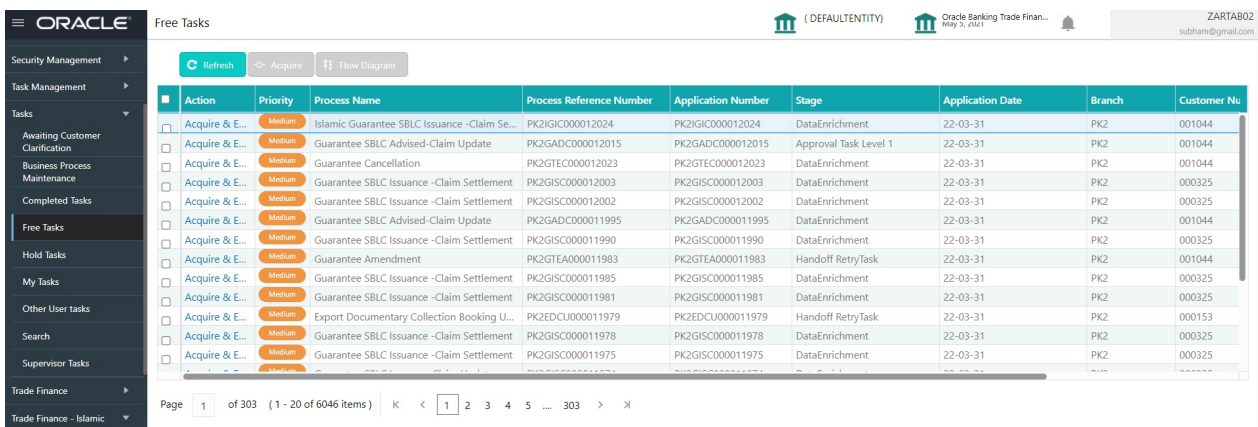 ORACLE
Free Tasks
( DEFAULTENTITY)
Oracle Banking Trade Finan...
May 5, 2021
ZARTAB02
subham@gmail.com
Security Management
Task Management
Tasks
Awaiting Customer
Clarification
Business Process
Maintenance
Completed Tasks
Free Tasks
Hold Tasks
My Tasks
Other User tasks
Search
Supervisor Tasks
Trade Finance
Trade Finance - Islamic
Refresh Acquire Flow Diagram
Action Priority Process Name Process Reference Number Application Number Stage Application Date Branch Customer Nu
Acquire & E... Medium Islamic Guarantee SBLC Issuance -Claim Se... PK2IGIC000012024 PK2IGIC000012024 DataEnrichment 22-03-31 PK2 001044
Acquire & E... Medium Guarantee SBLC Advised-Claim Update PK2GADC000012015 PK2GADC000012015 Approval Task Level 1 22-03-31 PK2 001044
Acquire & E... Medium Guarantee Cancellation PK2GTEC000012023 PK2GTEC000012023 DataEnrichment 22-03-31 PK2 001044
Acquire & E... Medium Guarantee SBLC Issuance -Claim Settlement PK2GISC000012003 PK2GISC000012003 DataEnrichment 22-03-31 PK2 000325
Acquire & E... Medium Guarantee SBLC Issuance -Claim Settlement PK2GISC000012002 PK2GISC000012002 DataEnrichment 22-03-31 PK2 000325
Acquire & E... Medium Guarantee SBLC Advised-Claim Update PK2GADC000011995 PK2GADC000011995 DataEnrichment 22-03-31 PK2 001044
Acquire & E... Medium Guarantee SBLC Issuance -Claim Settlement PK2GISC000011990 PK2GISC000011990 DataEnrichment 22-03-31 PK2 000325
Acquire & E... Medium Guarantee Amendment PK2GTEA000011983 PK2GTEA000011983 Handoff RetryTask 22-03-31 PK2 001044
Acquire & E... Medium Guarantee SBLC Issuance -Claim Settlement PK2GISC000011985 PK2GISC000011985 DataEnrichment 22-03-31 PK2 000325
Acquire & E... Medium Guarantee SBLC Issuance -Claim Settlement PK2GISC000011981 PK2GISC000011981 DataEnrichment 22-03-31 PK2 000325
Acquire & E... Medium Export Documentary Collection Booking U... PK2EDCU000011979 PK2EDCU000011979 Handoff RetryTask 22-03-31 PK2 000153
Acquire & E... Medium Guarantee SBLC Issuance -Claim Settlement PK2GISC000011978 PK2GISC000011978 DataEnrichment 22-03-31 PK2 000325
Acquire & E... Medium Guarantee SBLC Issuance -Claim Settlement PK2GISC000011975 PK2GISC000011975 DataEnrichment 22-03-31 PK2 000325
Page 1 of 303 (1 - 20 of 6046 items) 1 2 3 4 5 ... 303